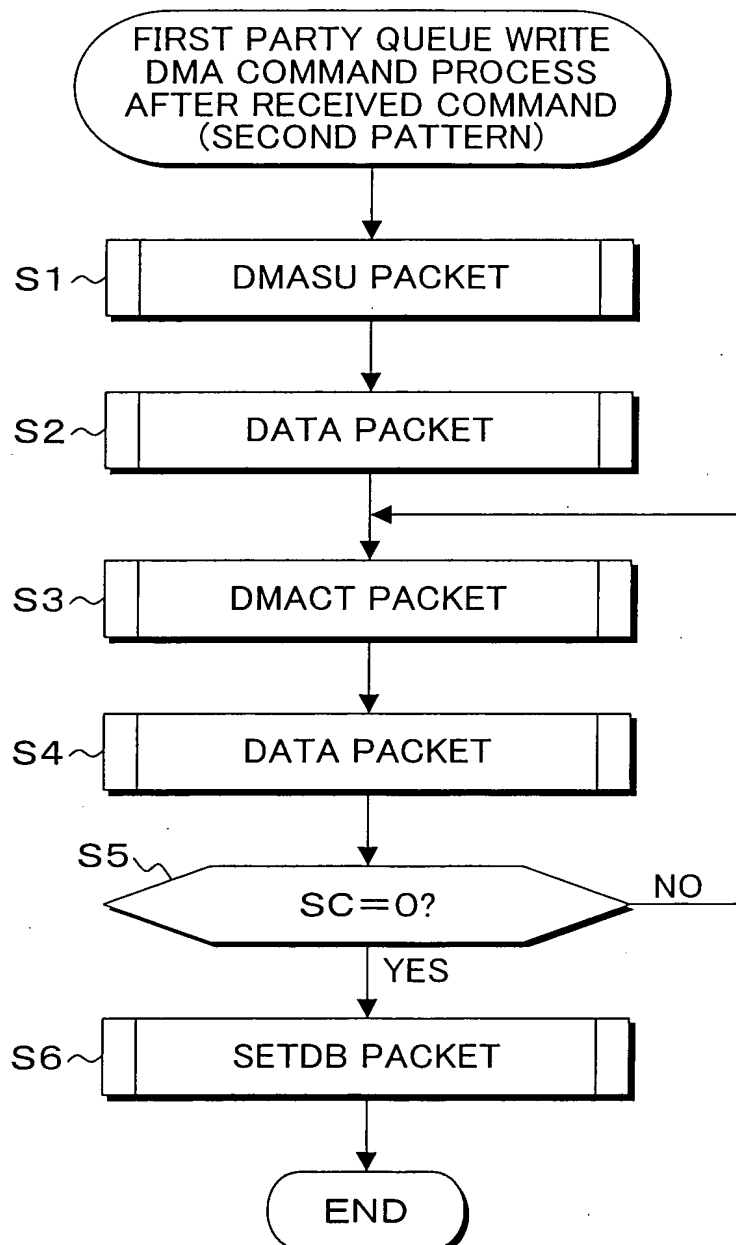 FIRST PARTY QUEUE WRITE
DMA COMMAND PROCESS
AFTER RECEIVED COMMAND
(SECOND PATTERN)
S1
DMASU PACKET
S2
DATA PACKET
S3
DMACT PACKET
S4
DATA PACKET
S5
SC=0?
NO
YES
S6
SETDB PACKET
END